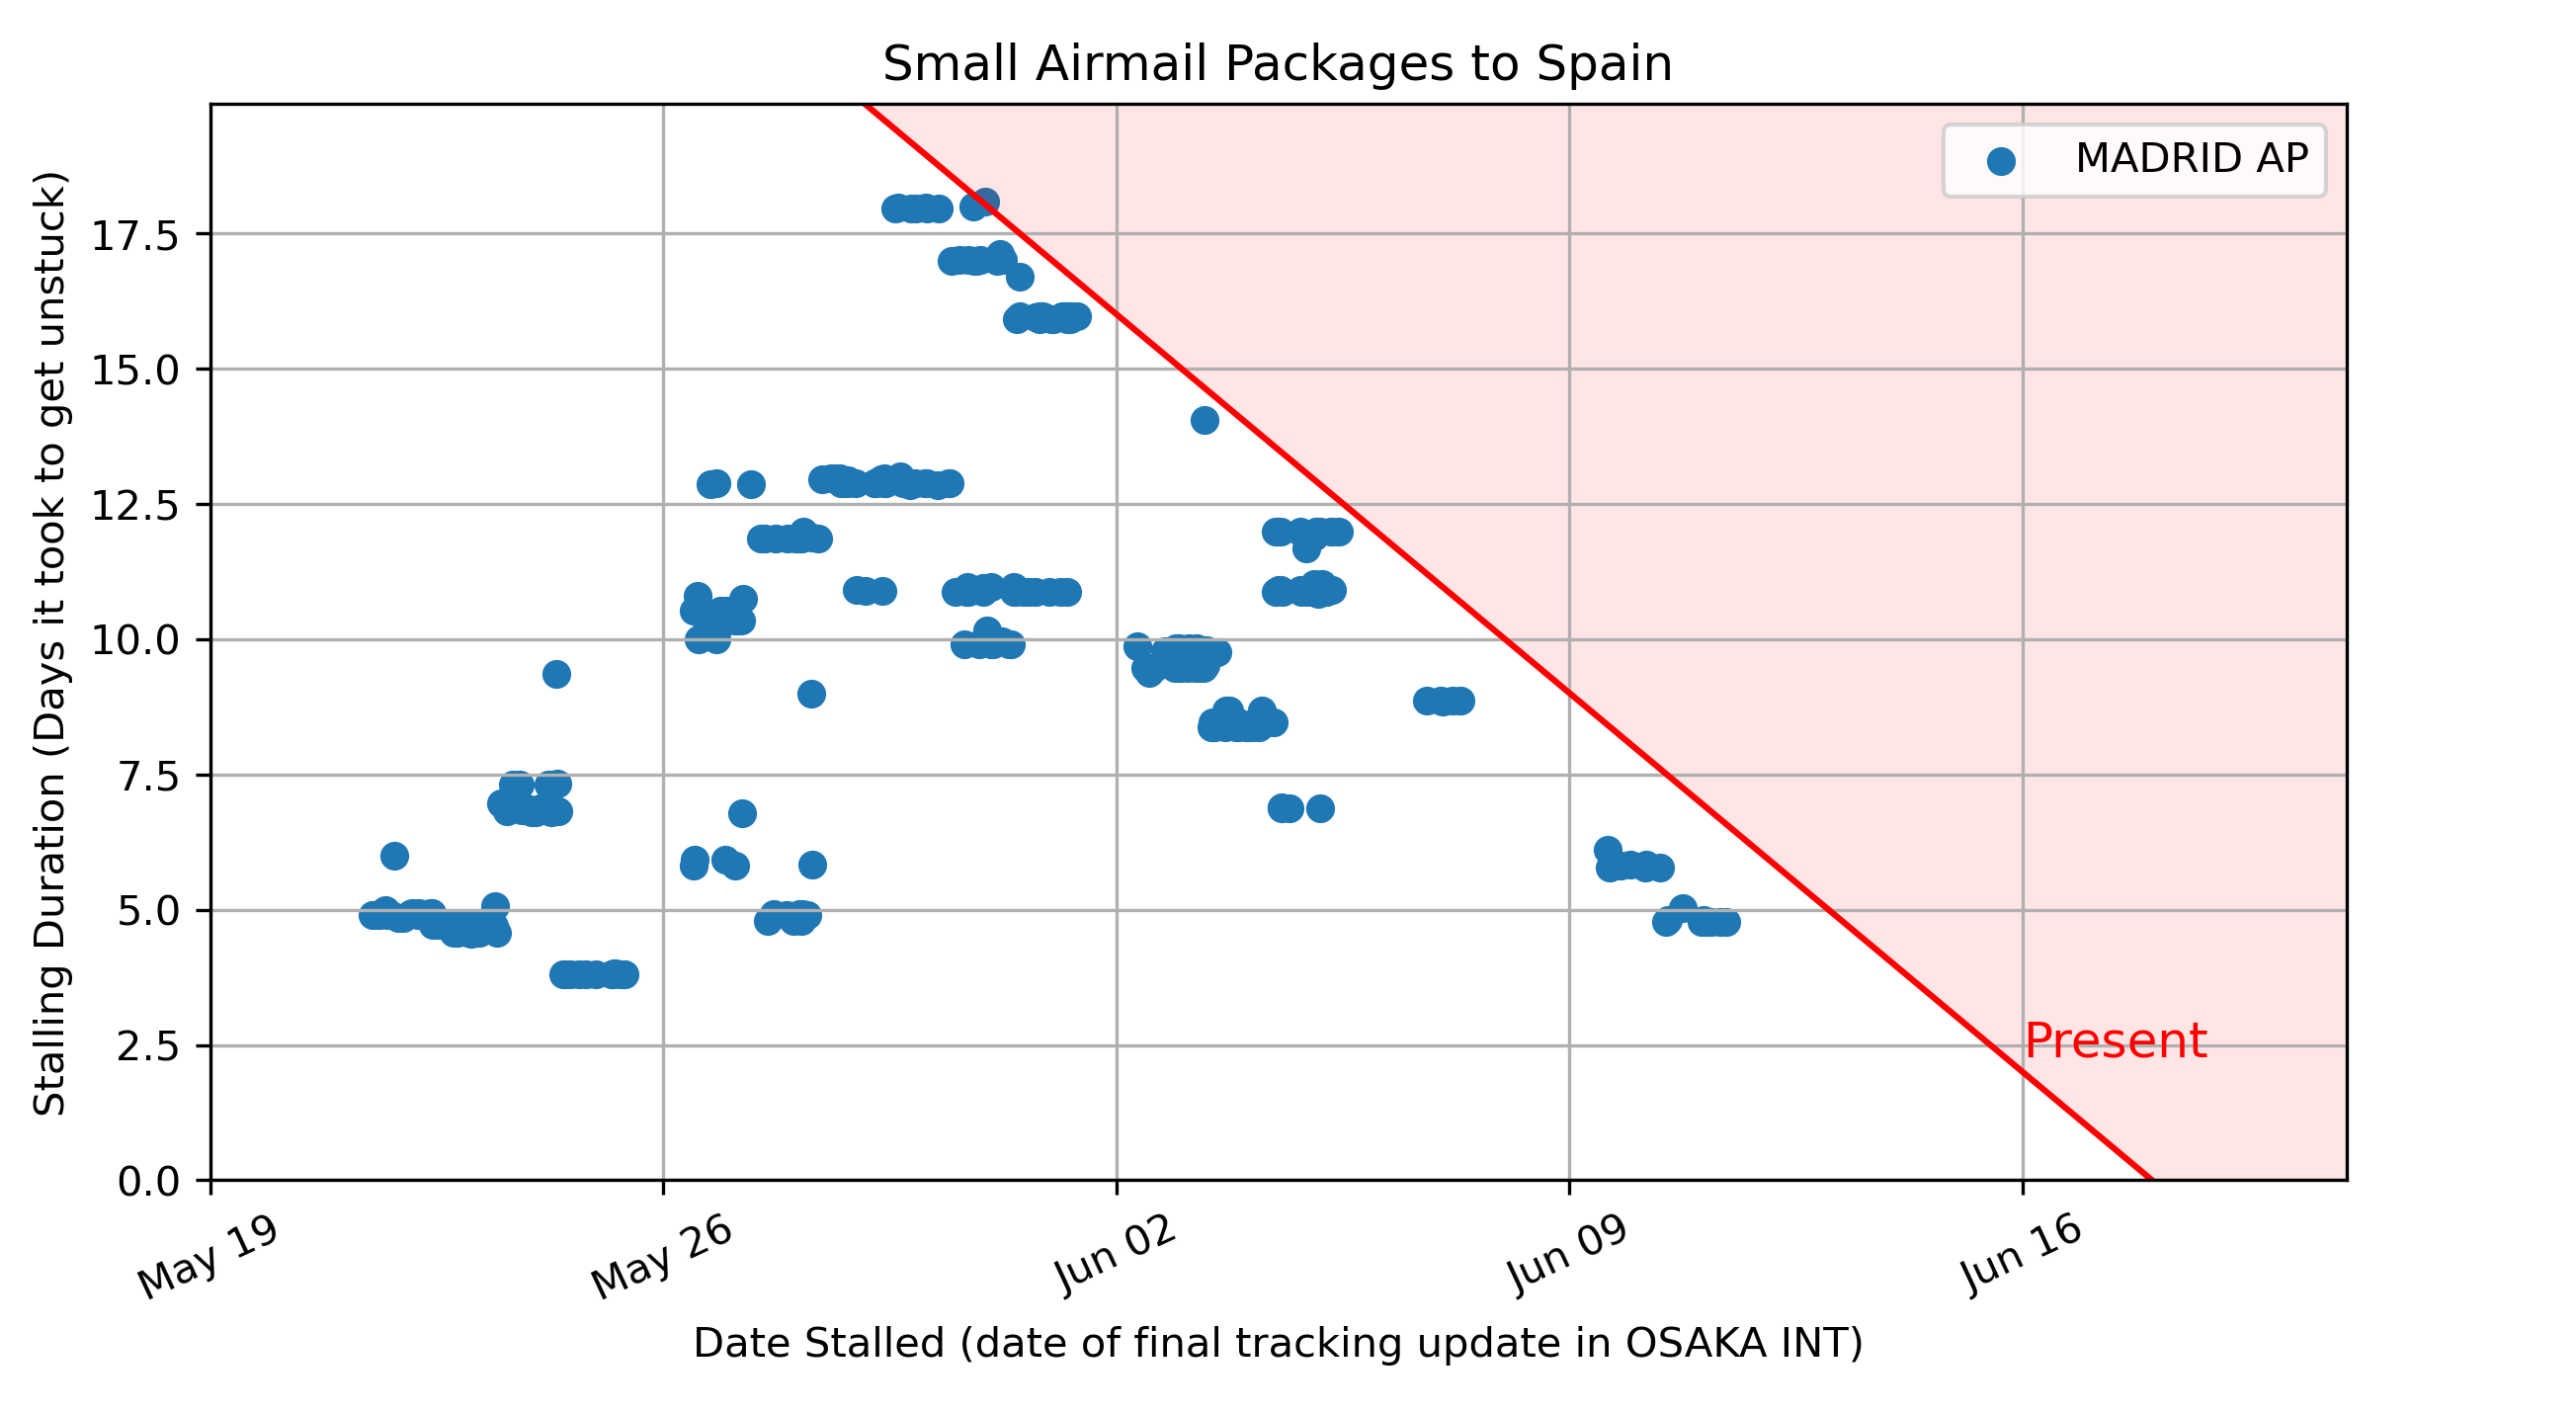 Small Airmail Packages to Spain
MADRID AP
Stalling Duration (Days it took to get unstuck)
17.5
15.0
12.5
10.0
7.5
5.0
2.5
0.0
Present
May 19
May 26
Jun 02
Jun 09
Jun 16
Date Stalled (date of final tracking update in OSAKA INT)